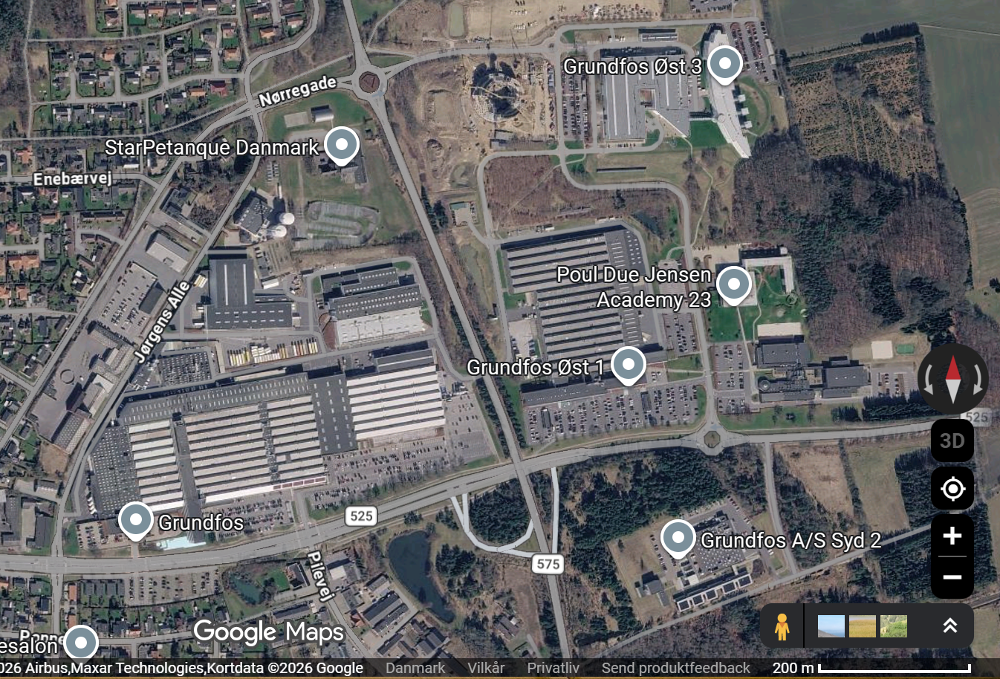 Grundfos Øst 3
Nørregade
StarPetanque Danmark
Enebærvej
Poul Due Jensen
Academy 23
Jørgens Alle
Grundfos Øst 1
525
3D
525
Grundfos
Grundfos A/S Syd 2
575
Pilevej
Google Maps
esalon
026 Airbus,Maxar Technologies,Kortdata ©2026 Google
Danmark
Vilkår
Privatliv
Send produktfeedback
200 m